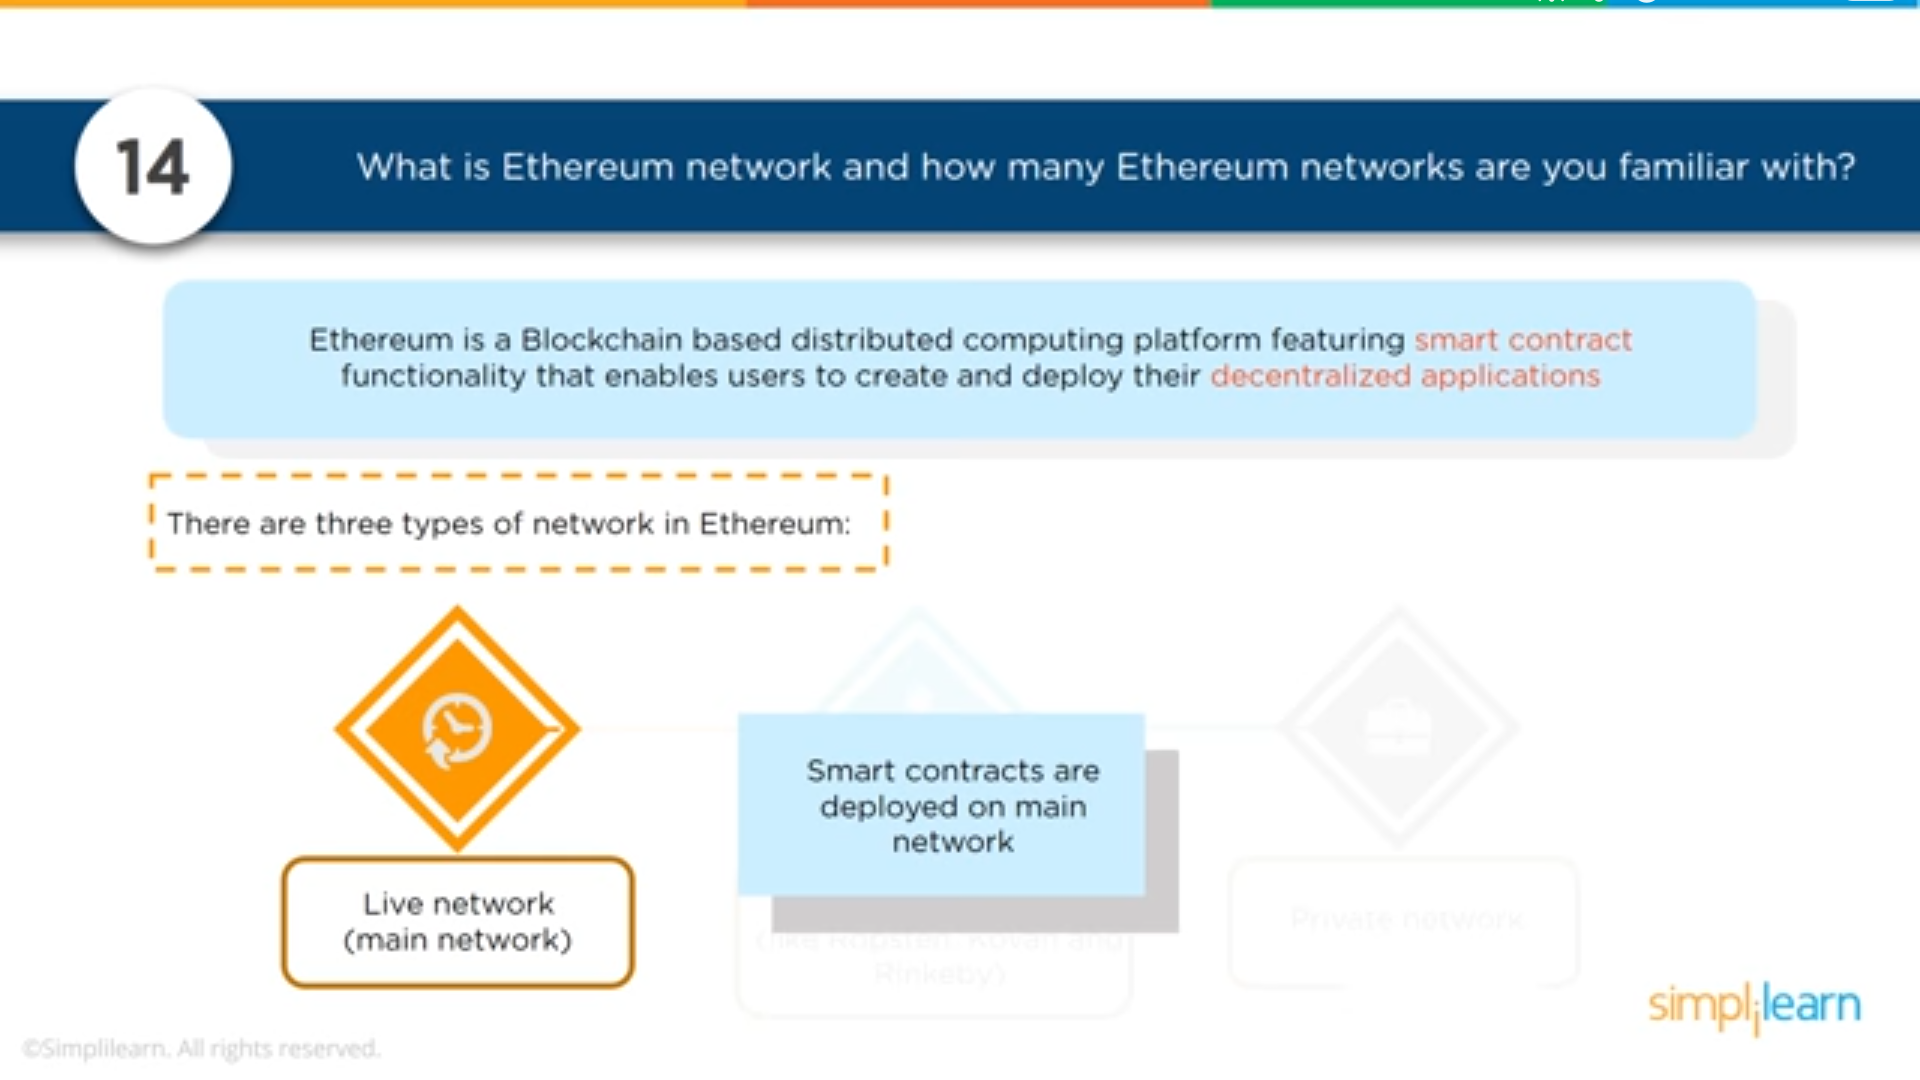 14
What is Ethereum network and how many Ethereum networks are you familiar with?
Ethereum is a Blockchain based distributed computing platform featuring smart contract
functionality that enables users to create and deploy their decentralized applications
There are three types of network in Ethereum:
Smart contracts are
deployed on main
network
Live network
(main network)
(like Ropsten, Kovan and
Rinkeby)
Private network
simplilearn
©Simplilearn. All rights reserved.